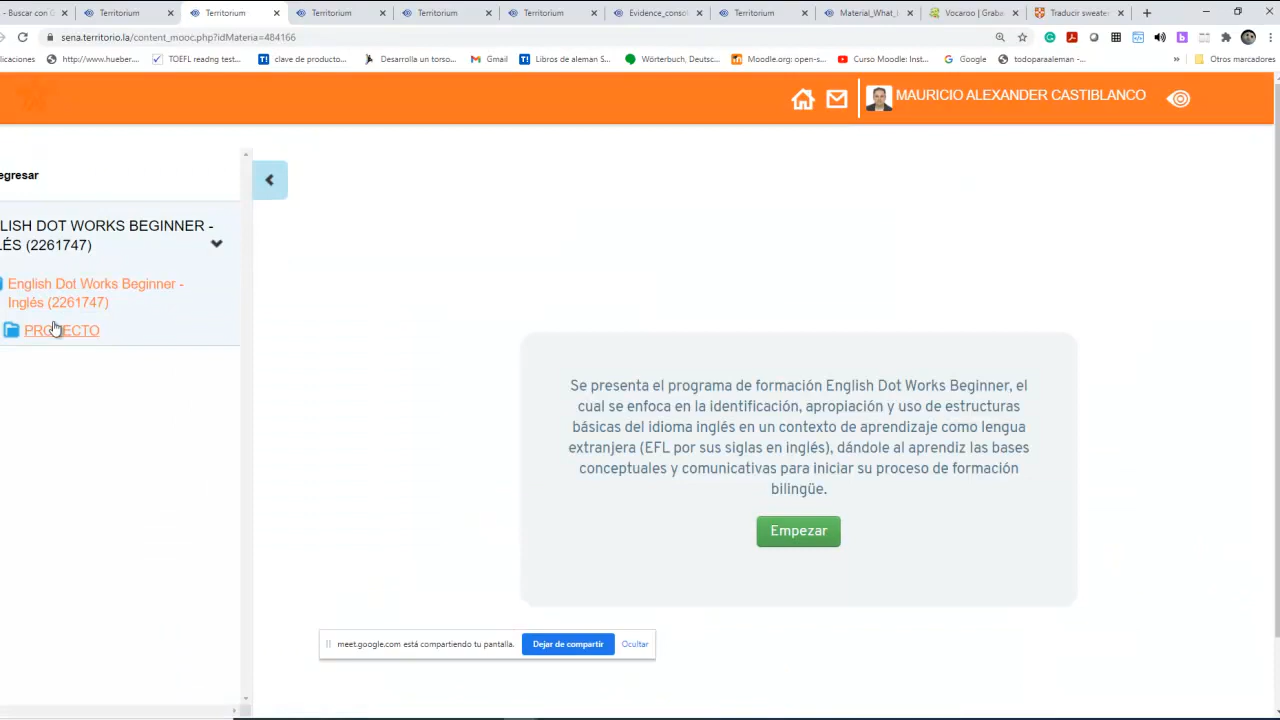 - Buscar con G
Territorium
Territorium
Territorium
Territorium
Territorium
Evidence_consol
Territorium
Material_What_I
Vocaroo | Graba
Traducir sweate
sena.territorio.la/content_mooc.php?idMateria=484166
licaciones
http://www.hueber....
TOEFL readng test...
clave de producto...
Desarrolla un torso...
Gmail
Libros de aleman S...
Wörterbuch, Deutsc...
Moodle.org: open-s...
Curso Moodle: Inst...
Google
todoparaaleman -...
»
Otros marcadores
MAURICIO ALEXANDER CASTIBLANCO
egresar
LISH DOT WORKS BEGINNER -
ÉS (2261747)
English Dot Works Beginner -
Inglés (2261747)
Se presenta el programa de formación English Dot Works Beginner, el
cual se enfoca en la identificación, apropiación y uso de estructuras
básicas del idioma inglés en un contexto de aprendizaje como lengua
extranjera (EFL por sus siglas en inglés), dándole al aprendiz las bases
conceptuales y comunicativas para iniciar su proceso de formación
bilingüe.
Empezar
meet.google.com está compartiendo tu pantalla.
Dejar de compartir
Ocultar